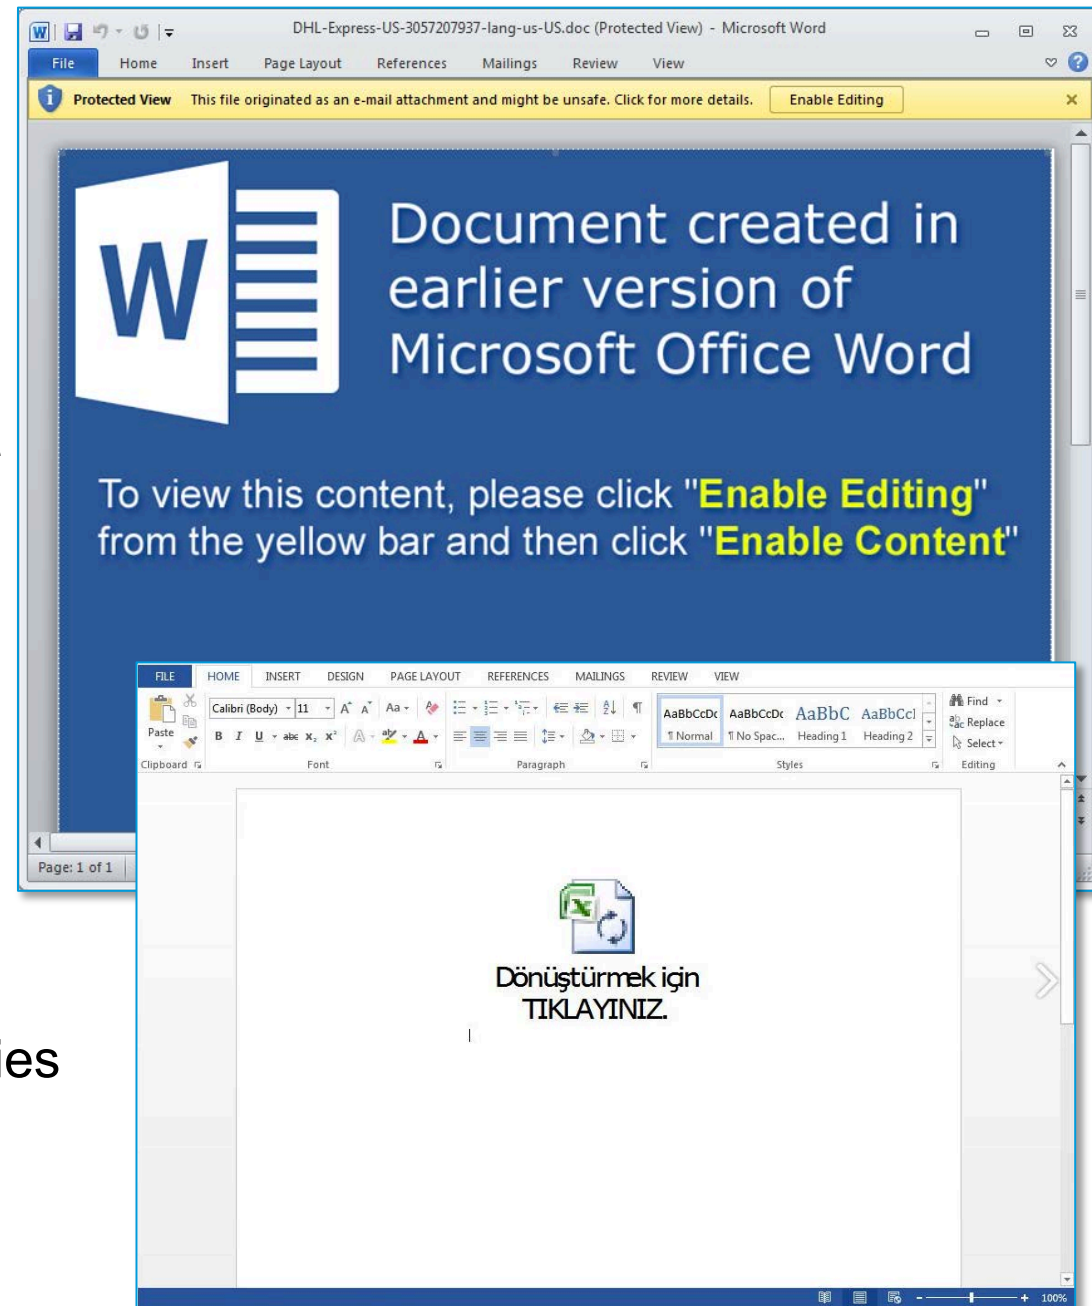 DHL-Express-US-3057207937-lang-us-US.doc (Protected View) - Microsoft Word
File Home Insert Page Layout References Mailings Review View
Protected View This file originated as an e-mail attachment and might be unsafe. Click for more details. Enable Editing
W
Document created in
earlier version of
Microsoft Office Word
To view this content, please click "Enable Editing"
from the yellow bar and then click "Enable Content"
Page: 1 of 1
FILE HOME INSERT DESIGN PAGE LAYOUT REFERENCES MAILINGS REVIEW VIEW
Calibri (Body) 11 Aa
Find
Replace
Select
Paste
B I U abc X₂ X² A
AaBbCcDc AaBbCcDc AaBbC AaBbCcI
¶ Normal ¶ No Spac... Heading 1 Heading 2
Clipboard Font Paragraph Styles Editing
Dönüştürmek için
TIKLAYINIZ.
ies
100%